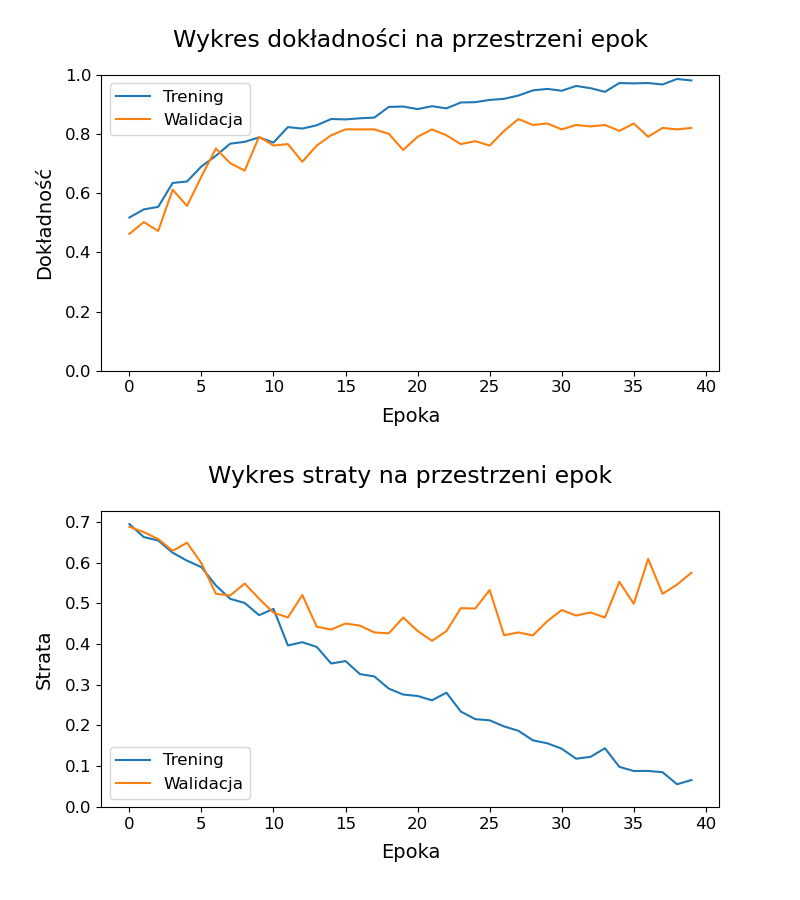 Wykres dokładności na przestrzeni epok
1.0
0.8
0.6
0.4
0.2
0.0
Dokładność
Trening
Walidacja
0 5 10 15 20 25 30 35 40
Epoka
Wykres straty na przestrzeni epok
0.7
0.6
0.5
0.4
0.3
0.2
0.1
0.0
Strata
Trening
Walidacja
0 5 10 15 20 25 30 35 40
Epoka